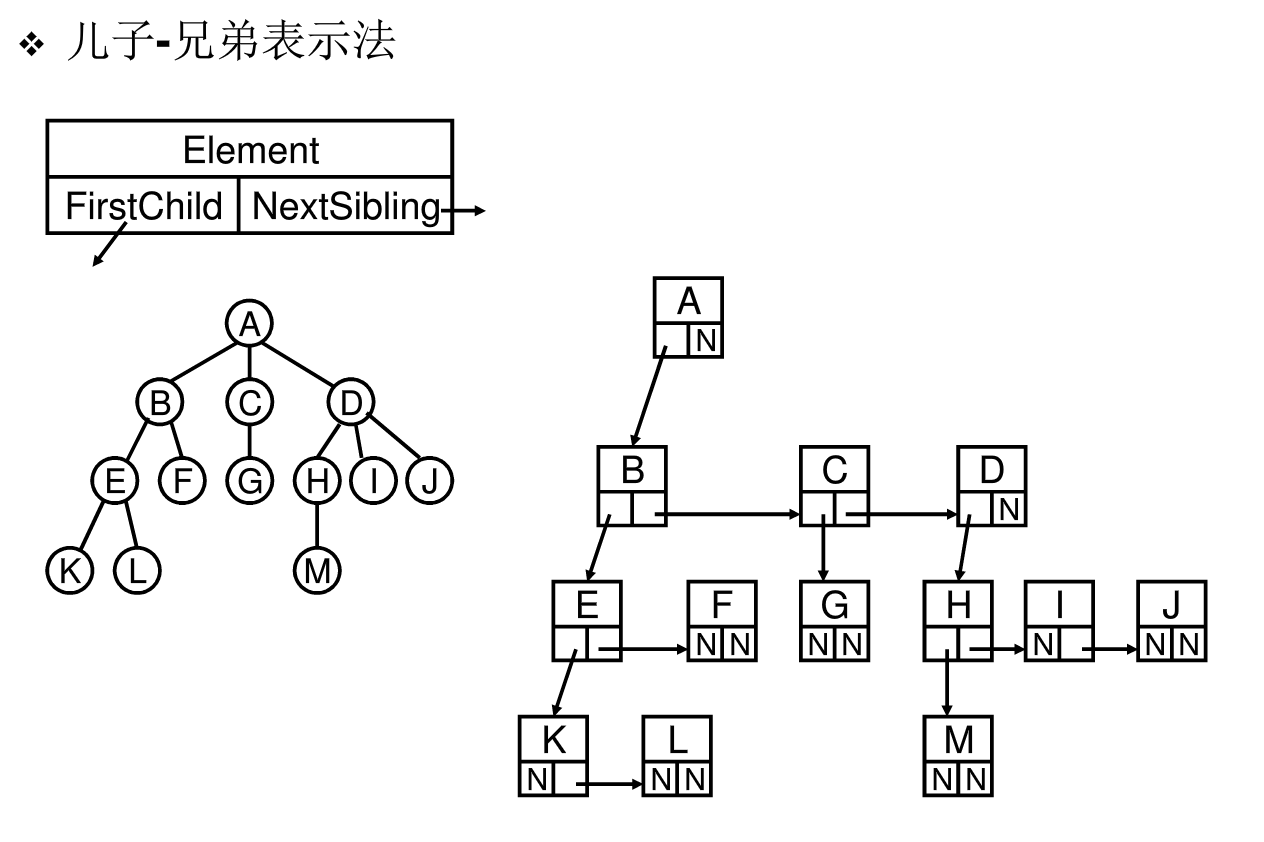 ❖ 儿子-兄弟表示法
Element
FirstChild NextSibling
A
B C D
E F G H I J
K L M
A
N
B C D
N
E F G H I J
N N N N N N N
K L M
N N N N N